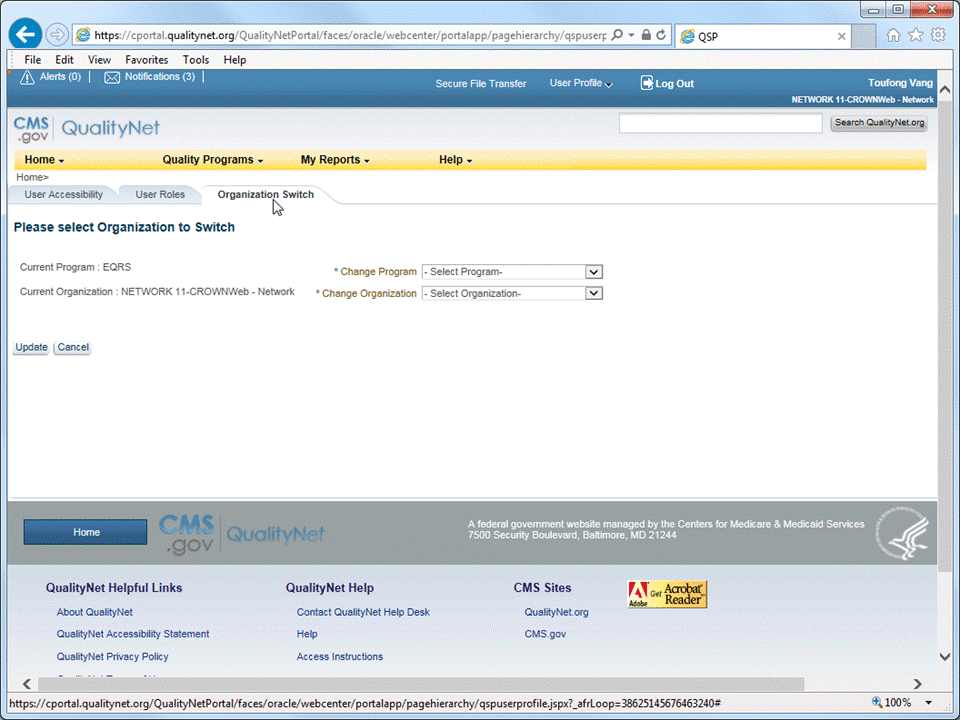 https://cportal.qualitynet.org/QualityNetPortal/faces/oracle/webcenter/portalapp/pagehierarchy/qspuserp
QSP
File Edit View Favorites Tools Help
Alerts (0) | Notifications (3) |
Secure File Transfer User Profile Log Out
Toufong Vang
NETWORK 11-CROWNWeb - Network
CMS.gov QualityNet
Search QualityNet.org
Home Quality Programs My Reports Help
Home>
User Accessibility User Roles Organization Switch
Please select Organization to Switch
Current Program : EQRS
* Change Program - Select Program-
Current Organization : NETWORK 11-CROWNWeb - Network
* Change Organization - Select Organization-
Update Cancel
Home
CMS.gov QualityNet
A federal government website managed by the Centers for Medicare & Medicaid Services
7500 Security Boulevard, Baltimore, MD 21244
QualityNet Helpful Links
About QualityNet
QualityNet Accessibility Statement
QualityNet Privacy Policy
QualityNet Help
Contact QualityNet Help Desk
Help
Access Instructions
CMS Sites
QualityNet.org
CMS.gov
Adobe Get Acrobat Reader
https://cportal.qualitynet.org/QualityNetPortal/faces/oracle/webcenter/portalapp/pagehierarchy/qspuserprofile.jspx?_afrLoop=38625145676463240#
100%